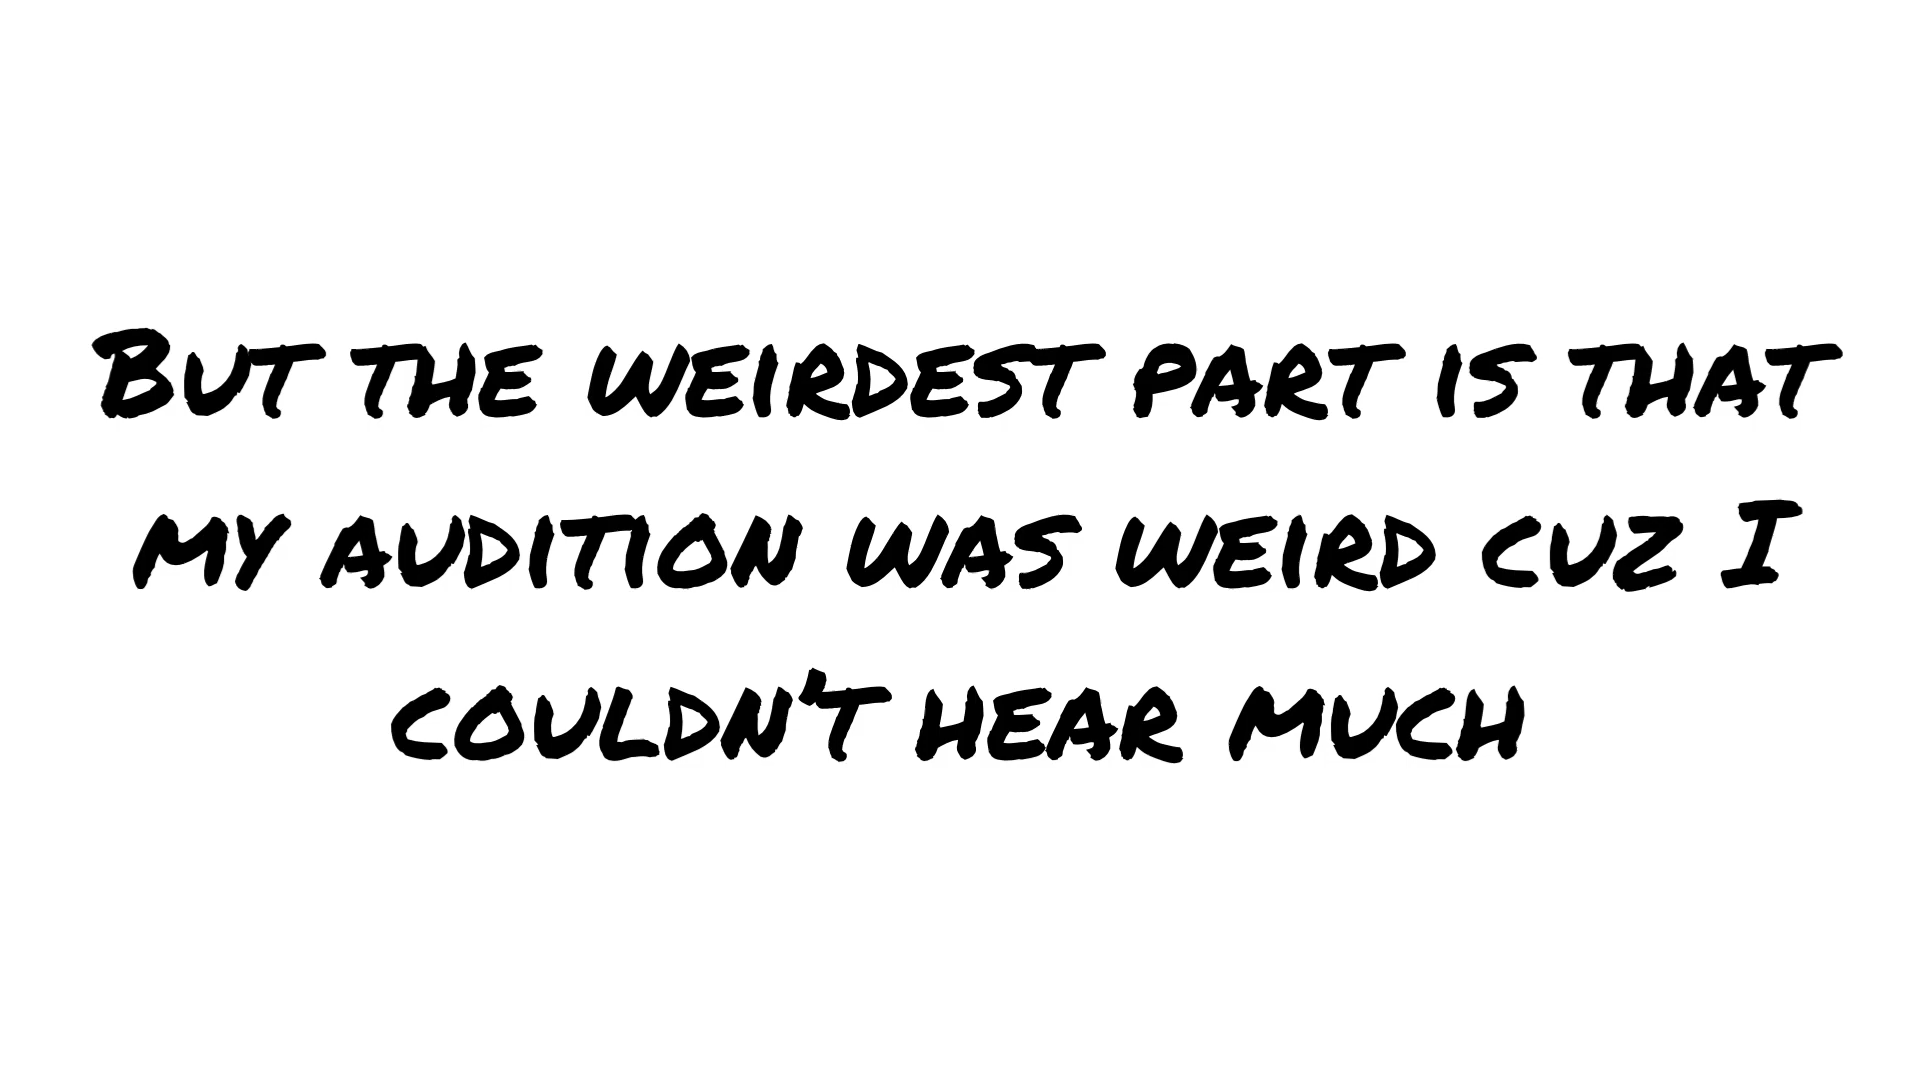 But the weirdest part is that
my audition was weird cuz I
couldn't hear much